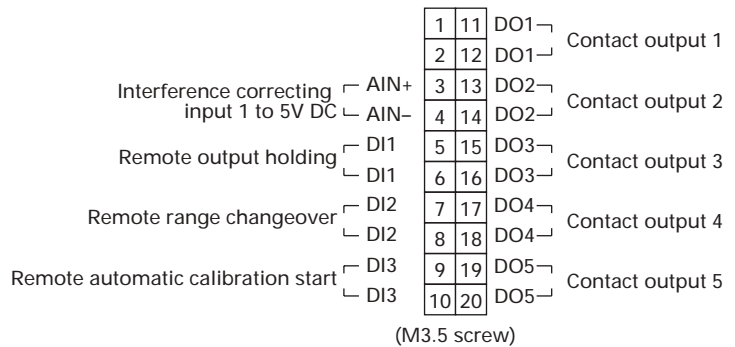 1 11 DO1
Contact output 1
2 12 DO1
Interference correcting
input 1 to 5V DC
AIN+ 3 13 DO2
Contact output 2
AIN– 4 14 DO2
Remote output holding
DI1 5 15 DO3
Contact output 3
DI1 6 16 DO3
Remote range changeover
DI2 7 17 DO4
Contact output 4
DI2 8 18 DO4
Remote automatic calibration start
DI3 9 19 DO5
Contact output 5
DI3 10 20 DO5
(M3.5 screw)